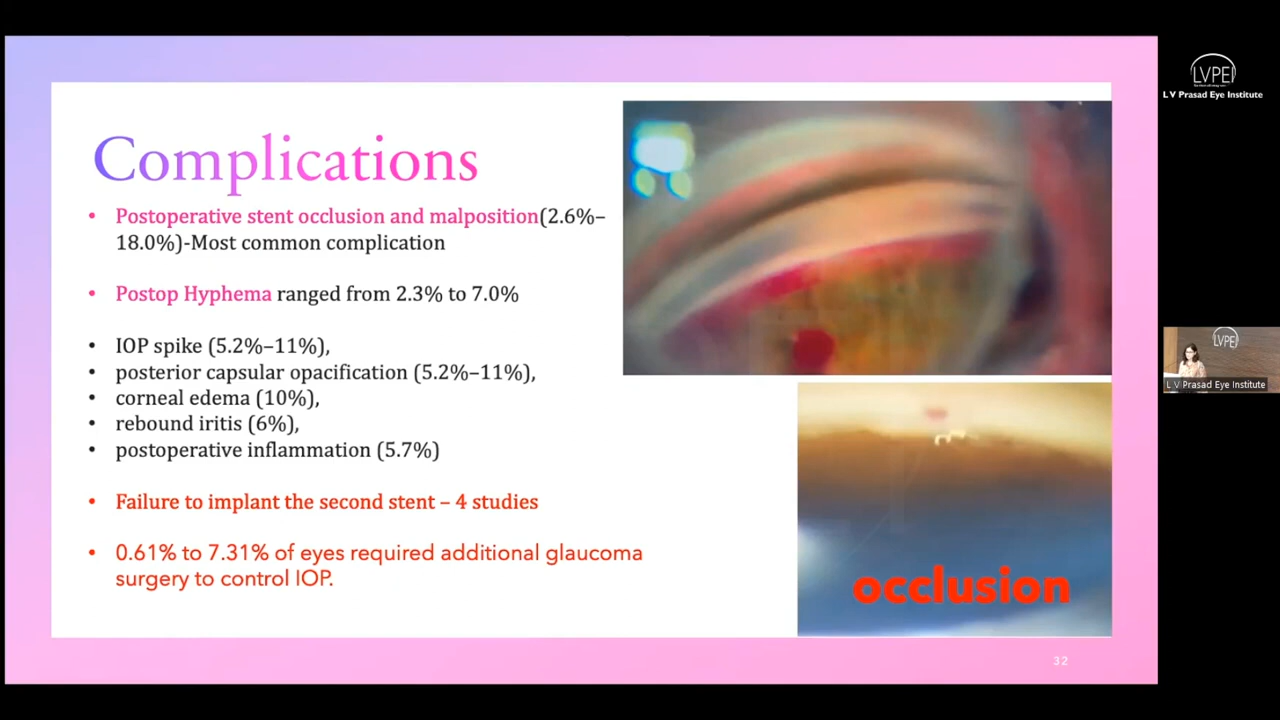 Complications
• Postoperative stent occlusion and malposition(2.6%–
18.0%)-Most common complication
• Postop Hyphema ranged from 2.3% to 7.0%
• IOP spike (5.2%–11%),
• posterior capsular opacification (5.2%–11%),
• corneal edema (10%),
• rebound iritis (6%),
• postoperative inflammation (5.7%)
• Failure to implant the second stent – 4 studies
• 0.61% to 7.31% of eyes required additional glaucoma
surgery to control IOP.
occlusion
32
LVPEI
L V Prasad Eye Institute
LVPEI
L V Prasad Eye Institute